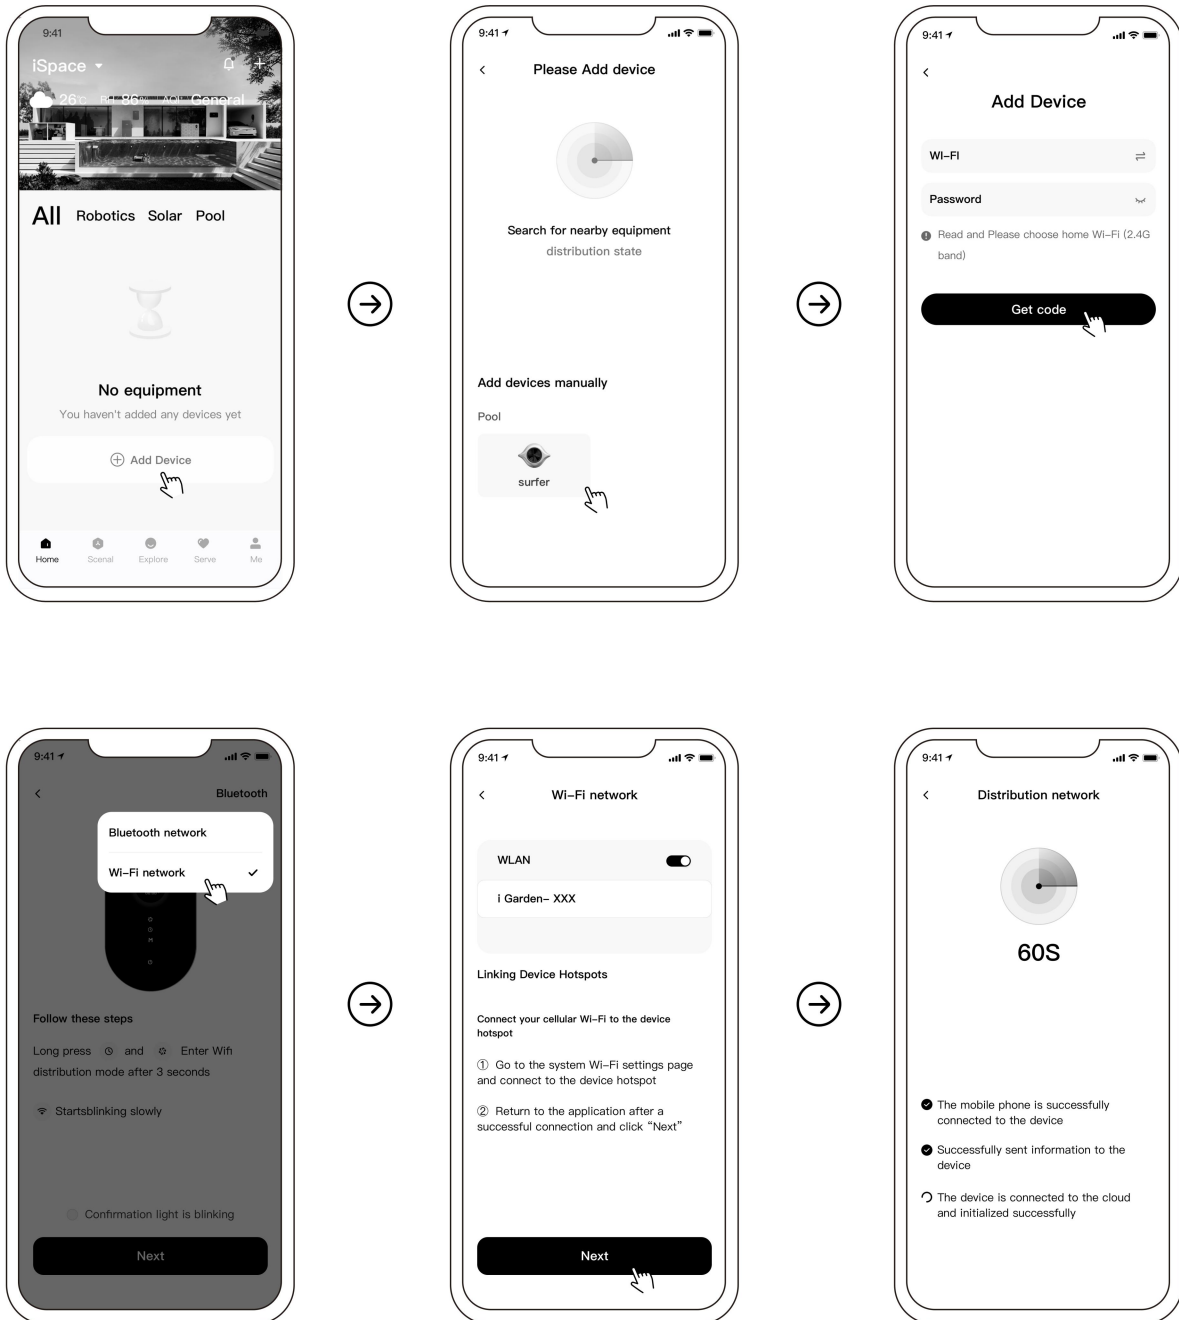 9:41
iSpace
26℃ RH 86% AQI General
All Robotics Solar Pool
No equipment
You haven't added any devices yet
Add Device
Home Scenal Explore Serve Me
9:41
Please Add device
Search for nearby equipment
distribution state
Add devices manually
Pool
surfer
9:41
Add Device
WI-FI
Password
Read and Please choose home Wi-Fi (2.4G
band)
Get code
9:41
Bluetooth
Bluetooth network
Wi-Fi network
Follow these steps
Long press and Enter Wifi
distribution mode after 3 seconds
Startsblinking slowly
Confirmation light is blinking
Next
9:41
Wi-Fi network
WLAN
i Garden- XXX
Linking Device Hotspots
Connect your cellular Wi-Fi to the device
hotspot
① Go to the system Wi-Fi settings page
and connect to the device hotspot
② Return to the application after a
successful connection and click “Next”
Next
9:41
Distribution network
60S
The mobile phone is successfully
connected to the device
Successfully sent information to the
device
The device is connected to the cloud
and initialized successfully